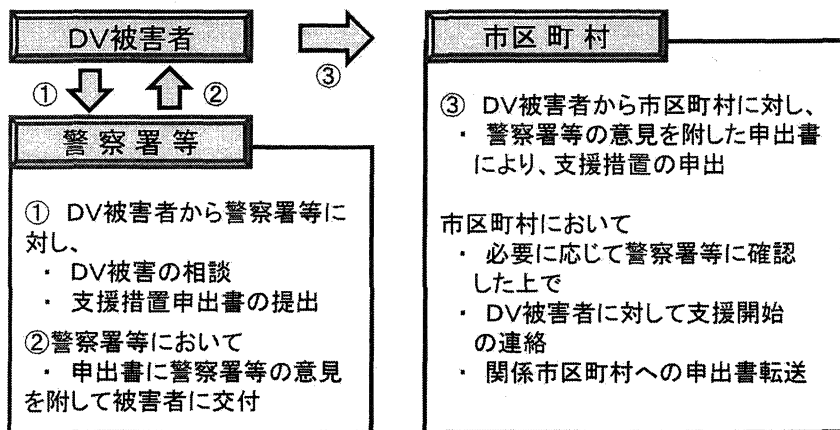 DV被害者
①
②
③
警察署等
① DV被害者から警察署等に
対し、
・ DV被害の相談
・ 支援措置申出書の提出
②警察署等において
・ 申出書に警察署等の意見
を附して被害者に交付
市区町村
③ DV被害者から市区町村に対し、
・ 警察署等の意見を附した申出書
により、支援措置の申出
市区町村において
・ 必要に応じて警察署等に確認
した上で
・ DV被害者に対して支援開始
の連絡
・ 関係市区町村への申出書転送